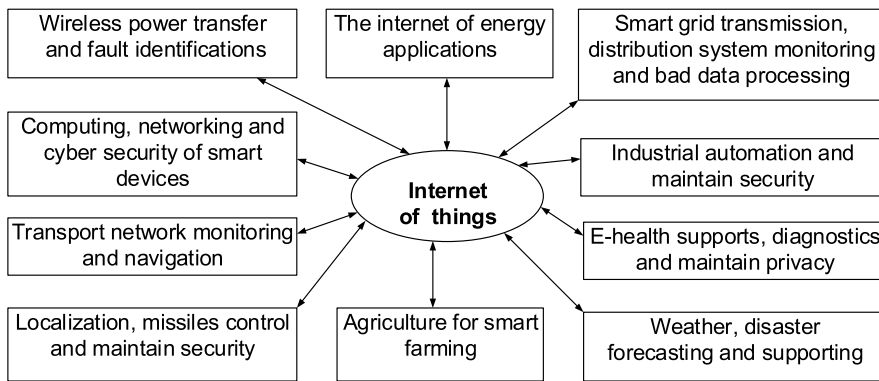 Wireless power transfer
and fault identifications
The internet of energy
applications
Smart grid transmission,
distribution system monitoring
and bad data processing
Computing, networking and
cyber security of smart
devices
Internet
of things
Industrial automation and
maintain security
Transport network monitoring
and navigation
E-health supports, diagnostics
and maintain privacy
Localization, missiles control
and maintain security
Agriculture for smart
farming
Weather, disaster
forecasting and supporting